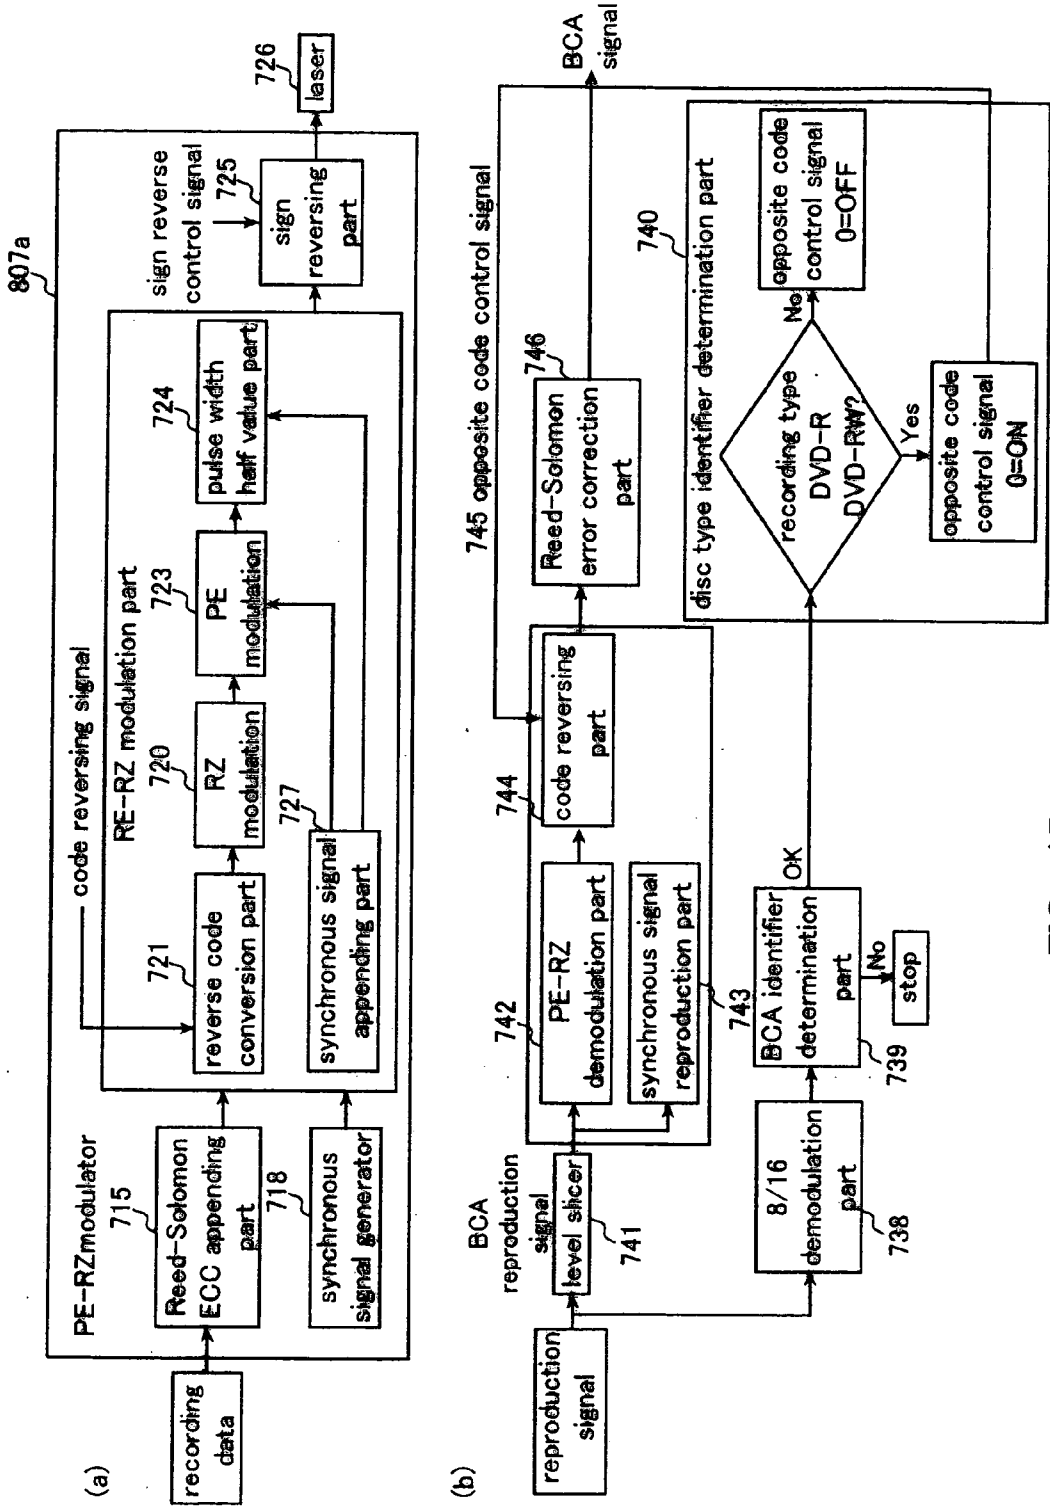 (a)
807a
PE-RZmodulator
recording
data
715
Reed-Solomon
ECC appending
part
718
synchronous
signal generator
code reversing signal
RE-RZ modulation part
721
reverse code
conversion part
720
RZ
modulation
723
PE
modulation
724
pulse width
half value part
727
synchronous signal
appending part
sign reverse
control signal
725
sign
reversing
part
726
laser
(b)
reproduction
signal
BCA
reproduction
signal
level slicer
741
742
PE-RZ
demodulation part
synchronous signal
reproduction part
743
744
code reversing
part
745 opposite code control signal
746
Reed-Solomon
error correction
part
BCA
signal
8/16
demodulation
part
738
BCA identifier
determination
part
739
OK
No
stop
disc type identifier determination part
740
recording type
DVD-R
DVD-RW?
No
opposite code
control signal
0=OFF
Yes
opposite code
control signal
0=ON